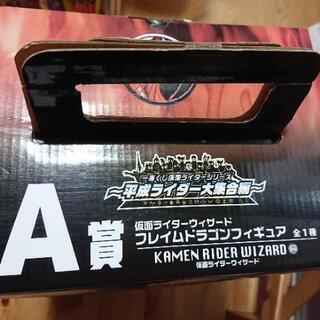 一番くじ仮面ライダーシリーズ
〜平成ライダー大集合編〜
A賞
仮面ライダーウィザード
フレイムドラゴンフィギュア 全1種
KAMEN RIDER WIZARD
仮面ライダーウィザード